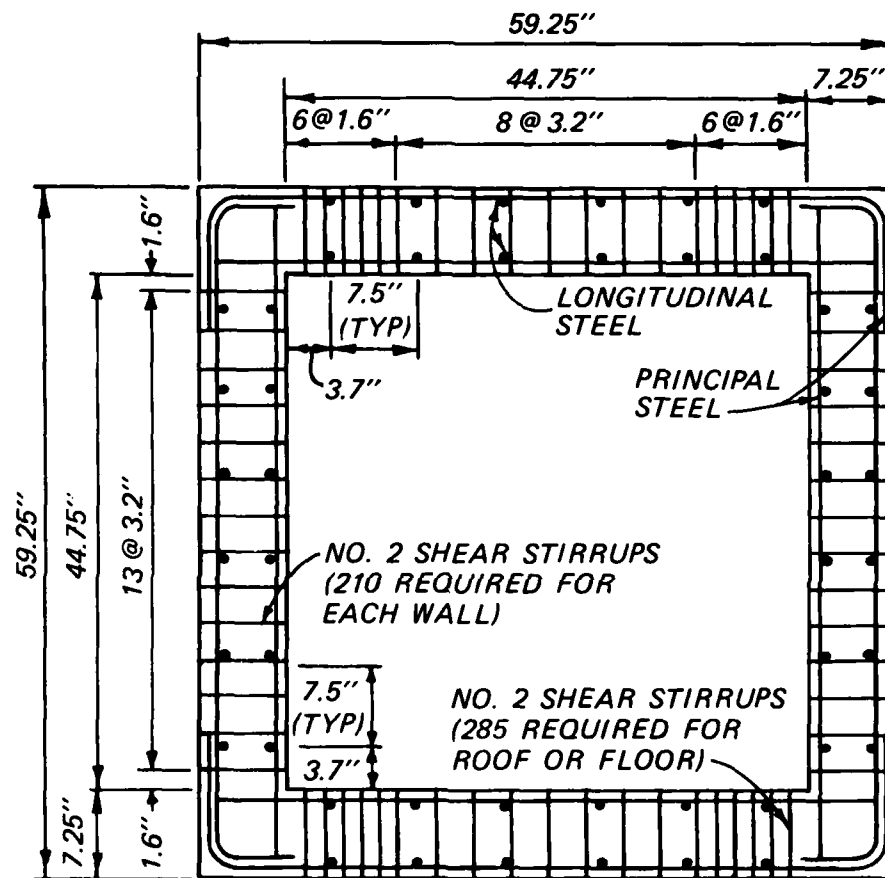 59.25"
44.75"
7.25"
6@1.6"
8@3.2"
6@1.6"
1.6"
7.5"
(TYP)
3.7"
LONGITUDINAL
STEEL
PRINCIPAL
STEEL
59.25"
44.75"
13@3.2"
NO. 2 SHEAR STIRRUPS
(210 REQUIRED FOR
EACH WALL)
7.5"
(TYP)
3.7"
NO. 2 SHEAR STIRRUPS
(285 REQUIRED FOR
ROOF OR FLOOR)
7.25"
1.6"